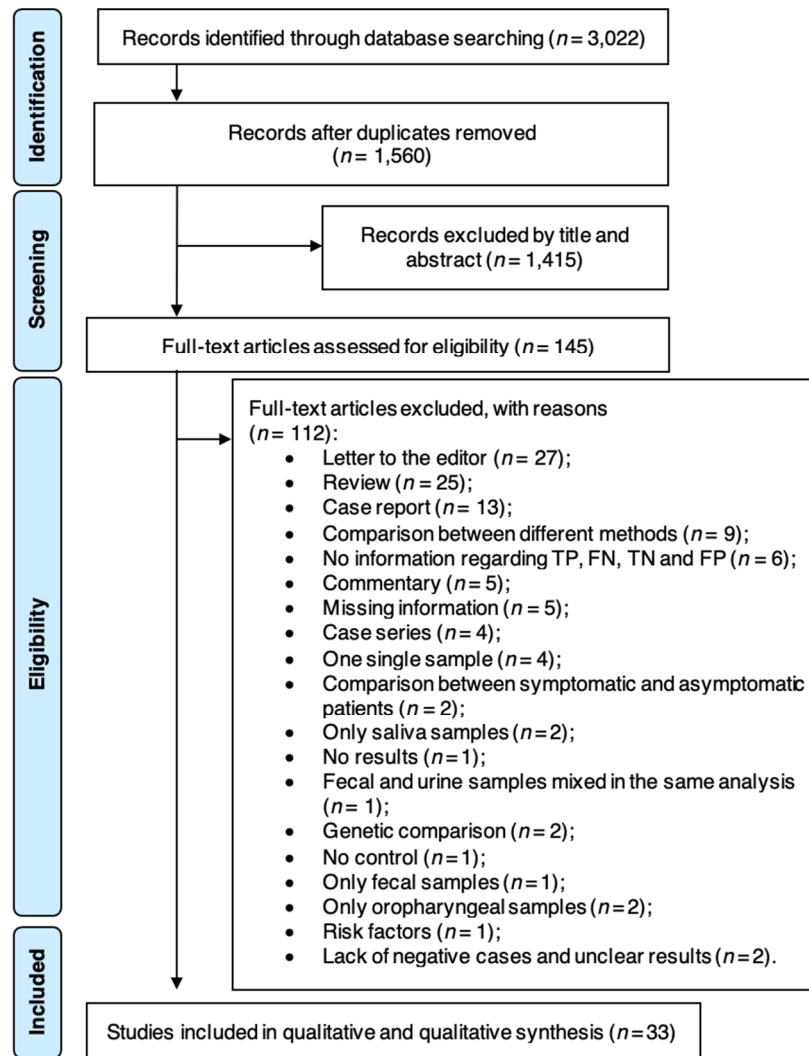 Identification
Records identified through database searching (n = 3,022)
Records after duplicates removed
(n = 1,560)
Screening
Records excluded by title and
abstract (n = 1,415)
Full-text articles assessed for eligibility (n = 145)
Eligibility
Full-text articles excluded, with reasons
(n = 112):
• Letter to the editor (n = 27);
• Review (n = 25);
• Case report (n = 13);
• Comparison between different methods (n = 9);
• No information regarding TP, FN, TN and FP (n = 6);
• Commentary (n = 5);
• Missing information (n = 5);
• Case series (n = 4);
• One single sample (n = 4);
• Comparison between symptomatic and asymptomatic
patients (n = 2);
• Only saliva samples (n = 2);
• No results (n = 1);
• Fecal and urine samples mixed in the same analysis
(n = 1);
• Genetic comparison (n = 2);
• No control (n = 1);
• Only fecal samples (n = 1);
• Only oropharyngeal samples (n = 2);
• Risk factors (n = 1);
• Lack of negative cases and unclear results (n = 2).
Included
Studies included in qualitative and qualitative synthesis (n = 33)